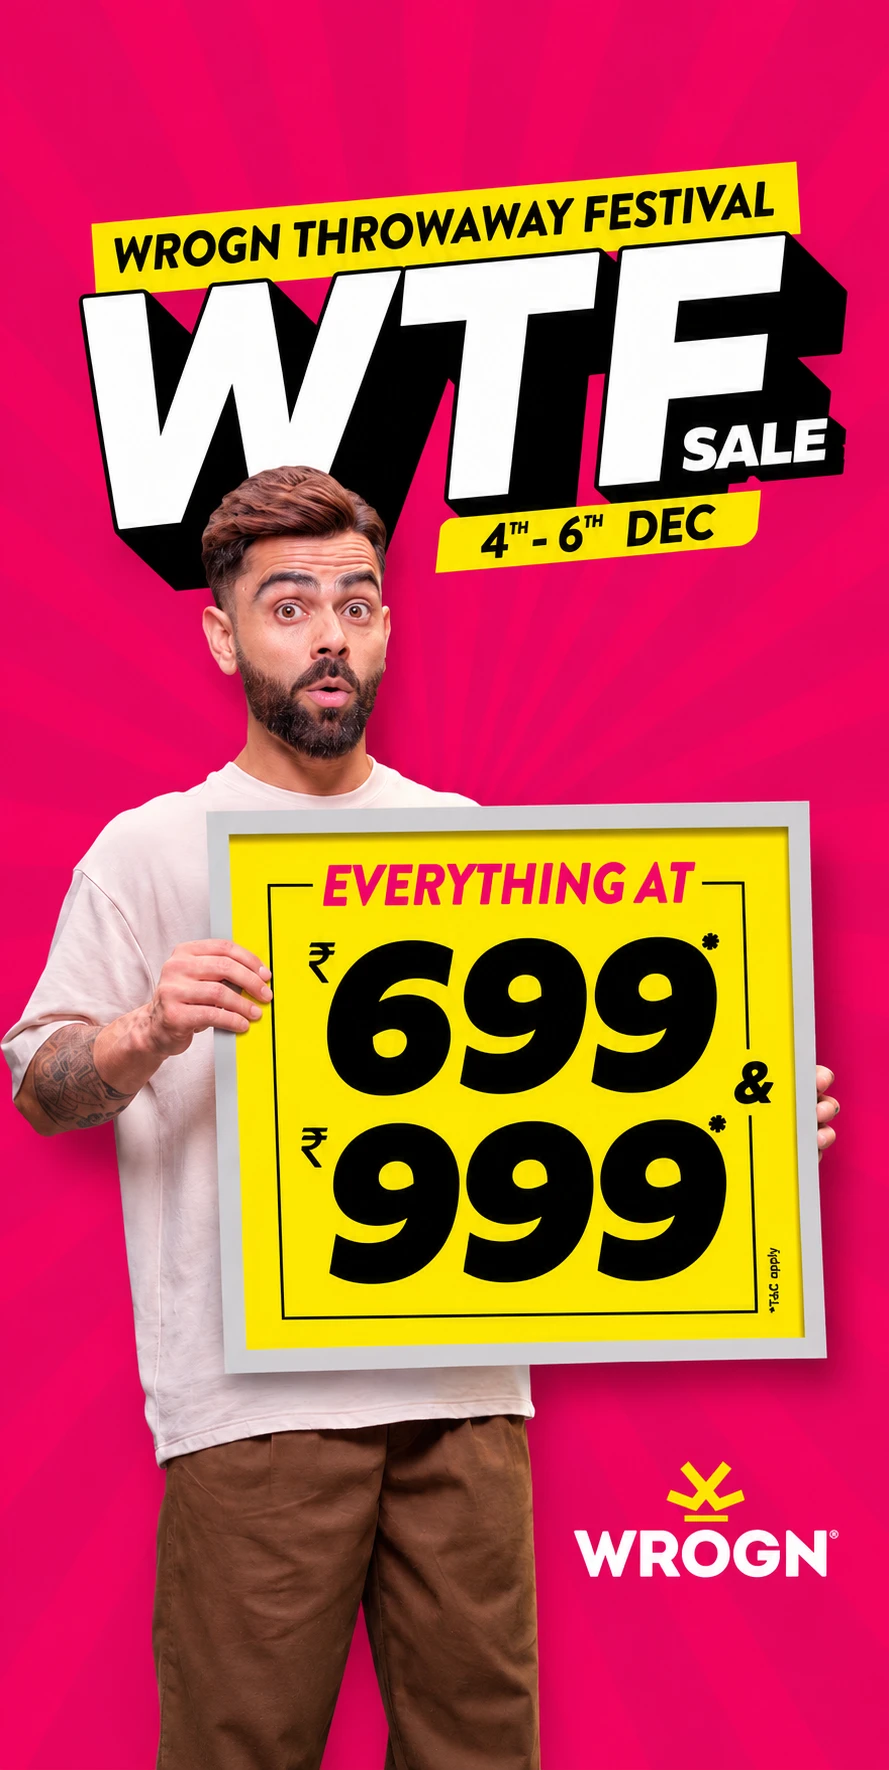 WROGN THROWAWAY FESTIVAL
WTF
SALE
4TH - 6TH DEC
EVERYTHING AT
₹699*
&
₹999*
*T&C apply
WROGN®